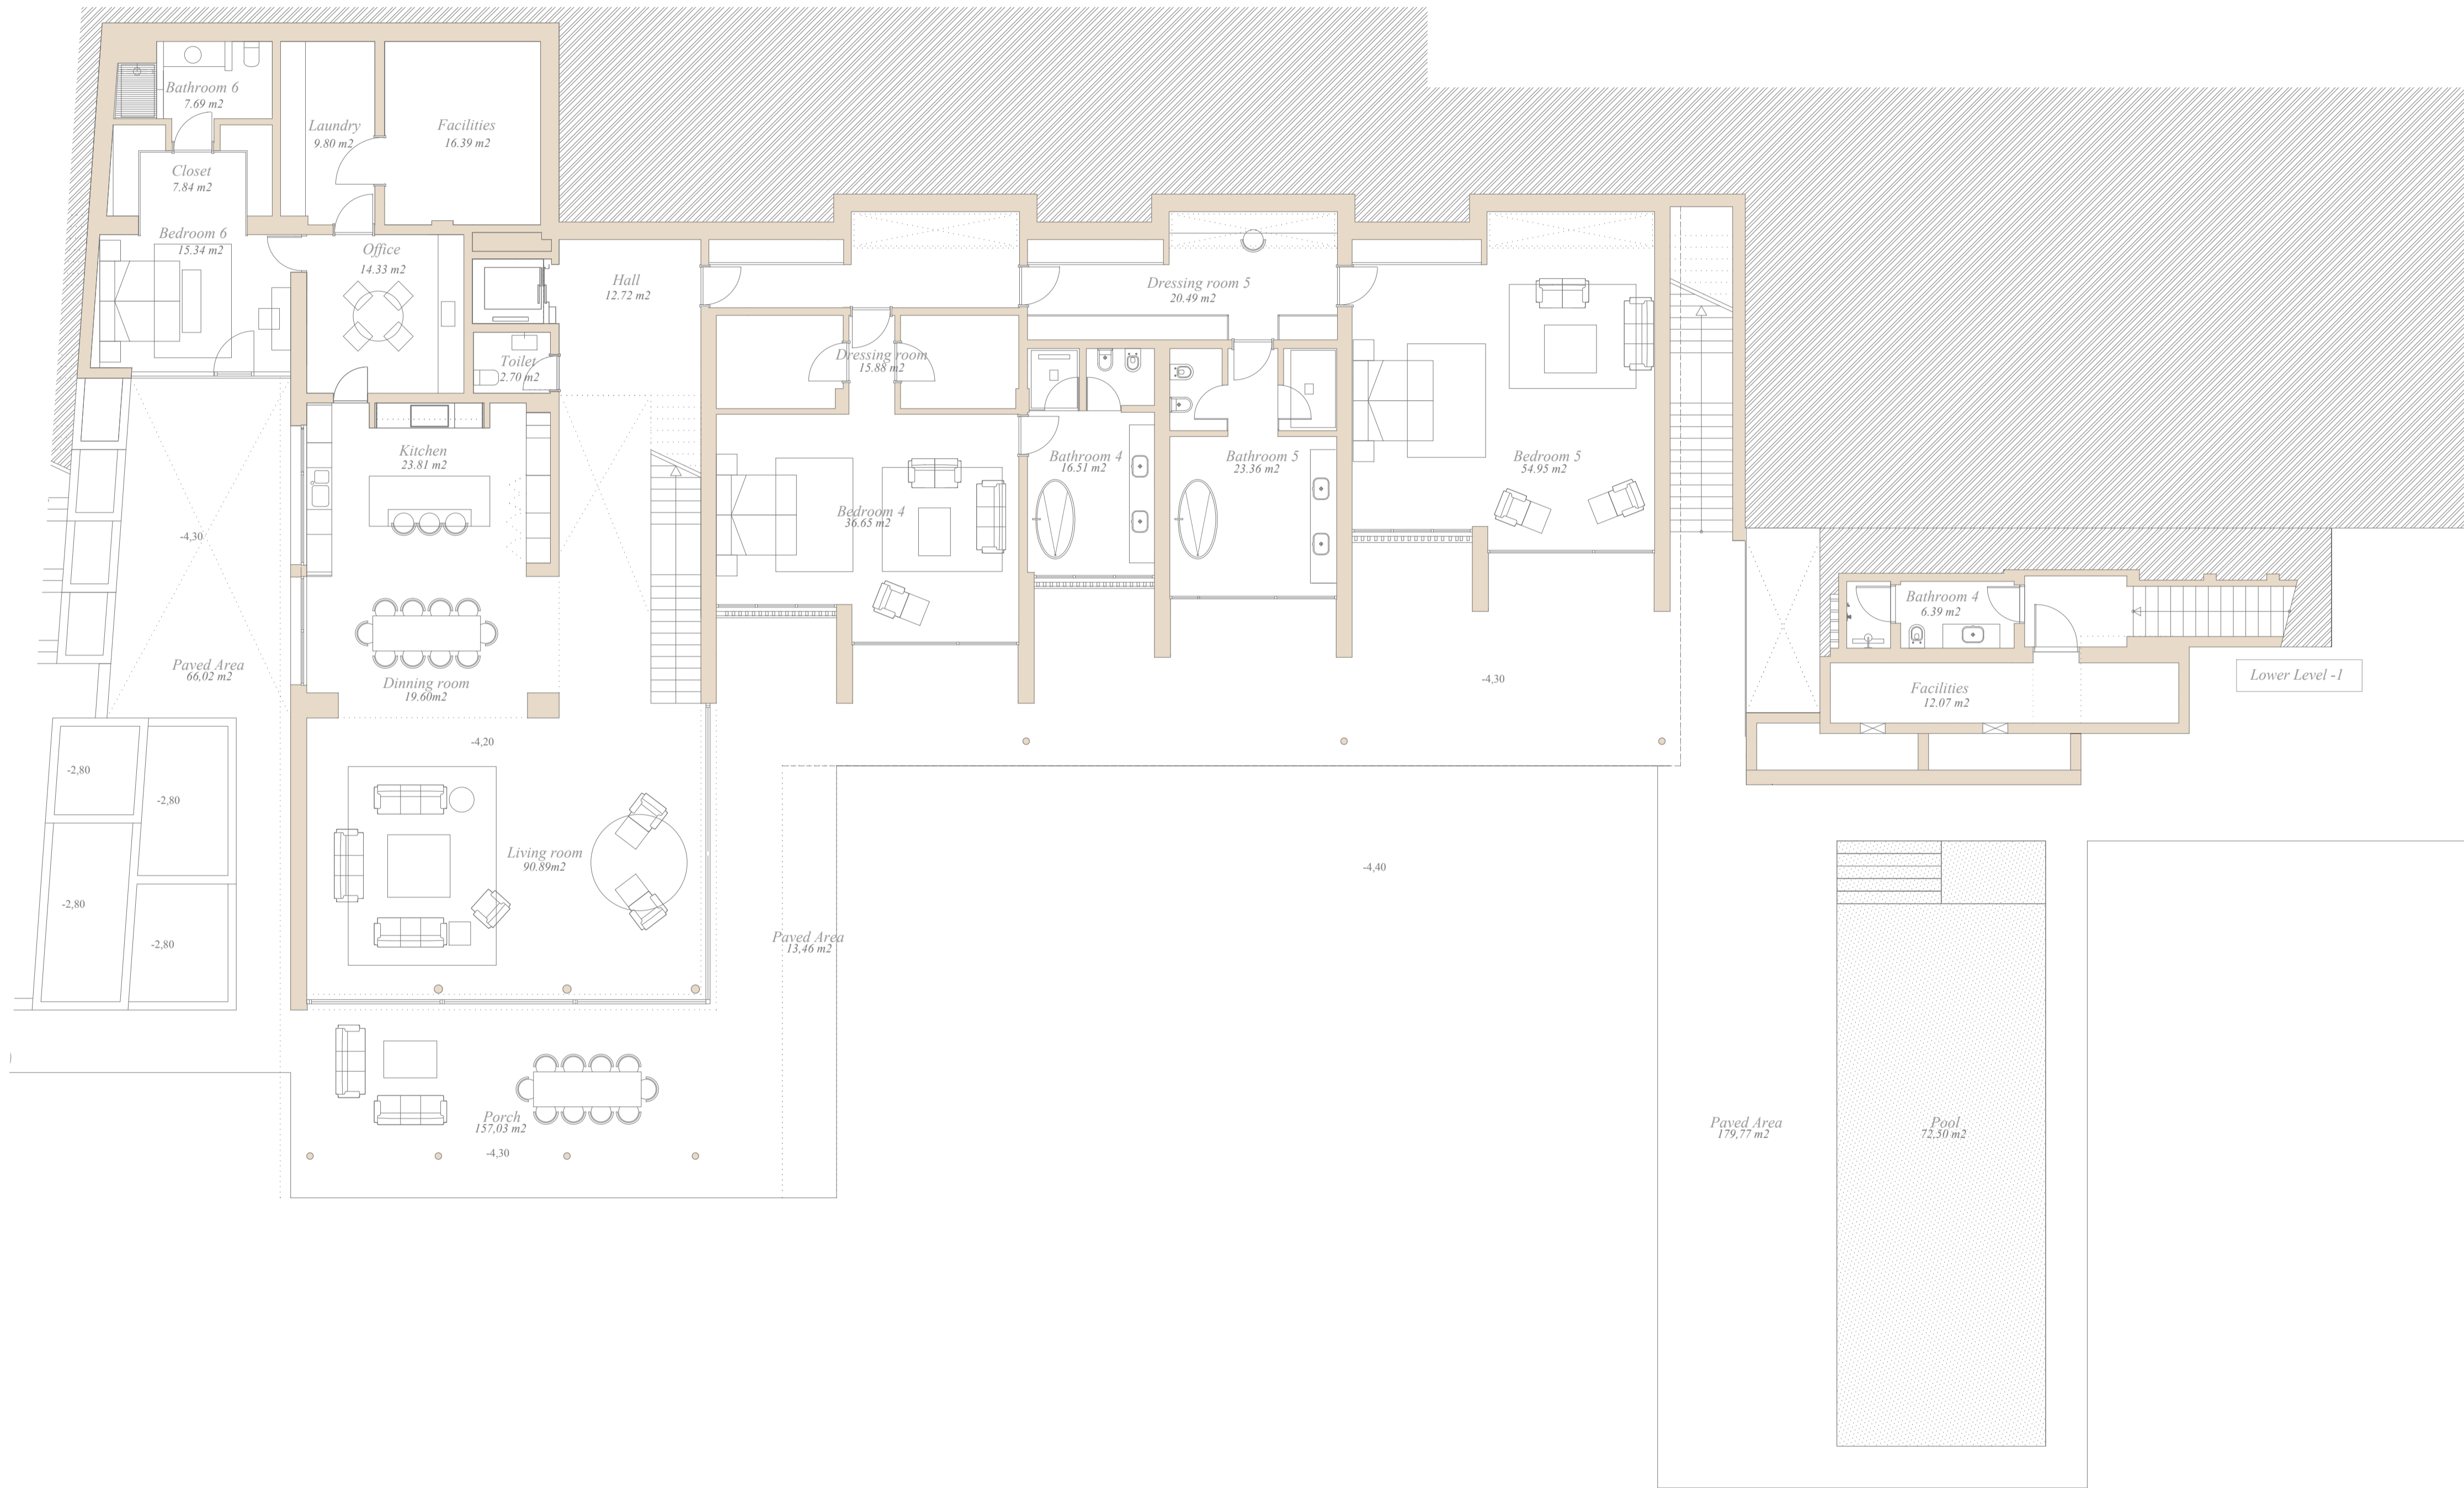 Bathroom 6
7.69 m2
Laundry
9.80 m2
Facilities
16.39 m2
Closet
7.84 m2
Bedroom 6
15.34 m2
Office
14.33 m2
Hall
12.72 m2
Dressing room 5
20.49 m2
Toilet
2.70 m2
Dressing room
15.88 m2
Kitchen
23.81 m2
Bedroom 4
36.65 m2
Bathroom 4
16.51 m2
Bathroom 5
23.36 m2
Bedroom 5
54.95 m2
-4,30
Bathroom 4
6.39 m2
Paved Area
66,02 m2
Dinning room
19.60m2
-4,30
Facilities
12.07 m2
Lower Level -1
-4,20
-2,80
-2,80
Living room
90.89m2
-4,40
-2,80
-2,80
Paved Area
13,46 m2
Porch
157,03 m2
-4,30
Paved Area
179,77 m2
Pool
72,50 m2